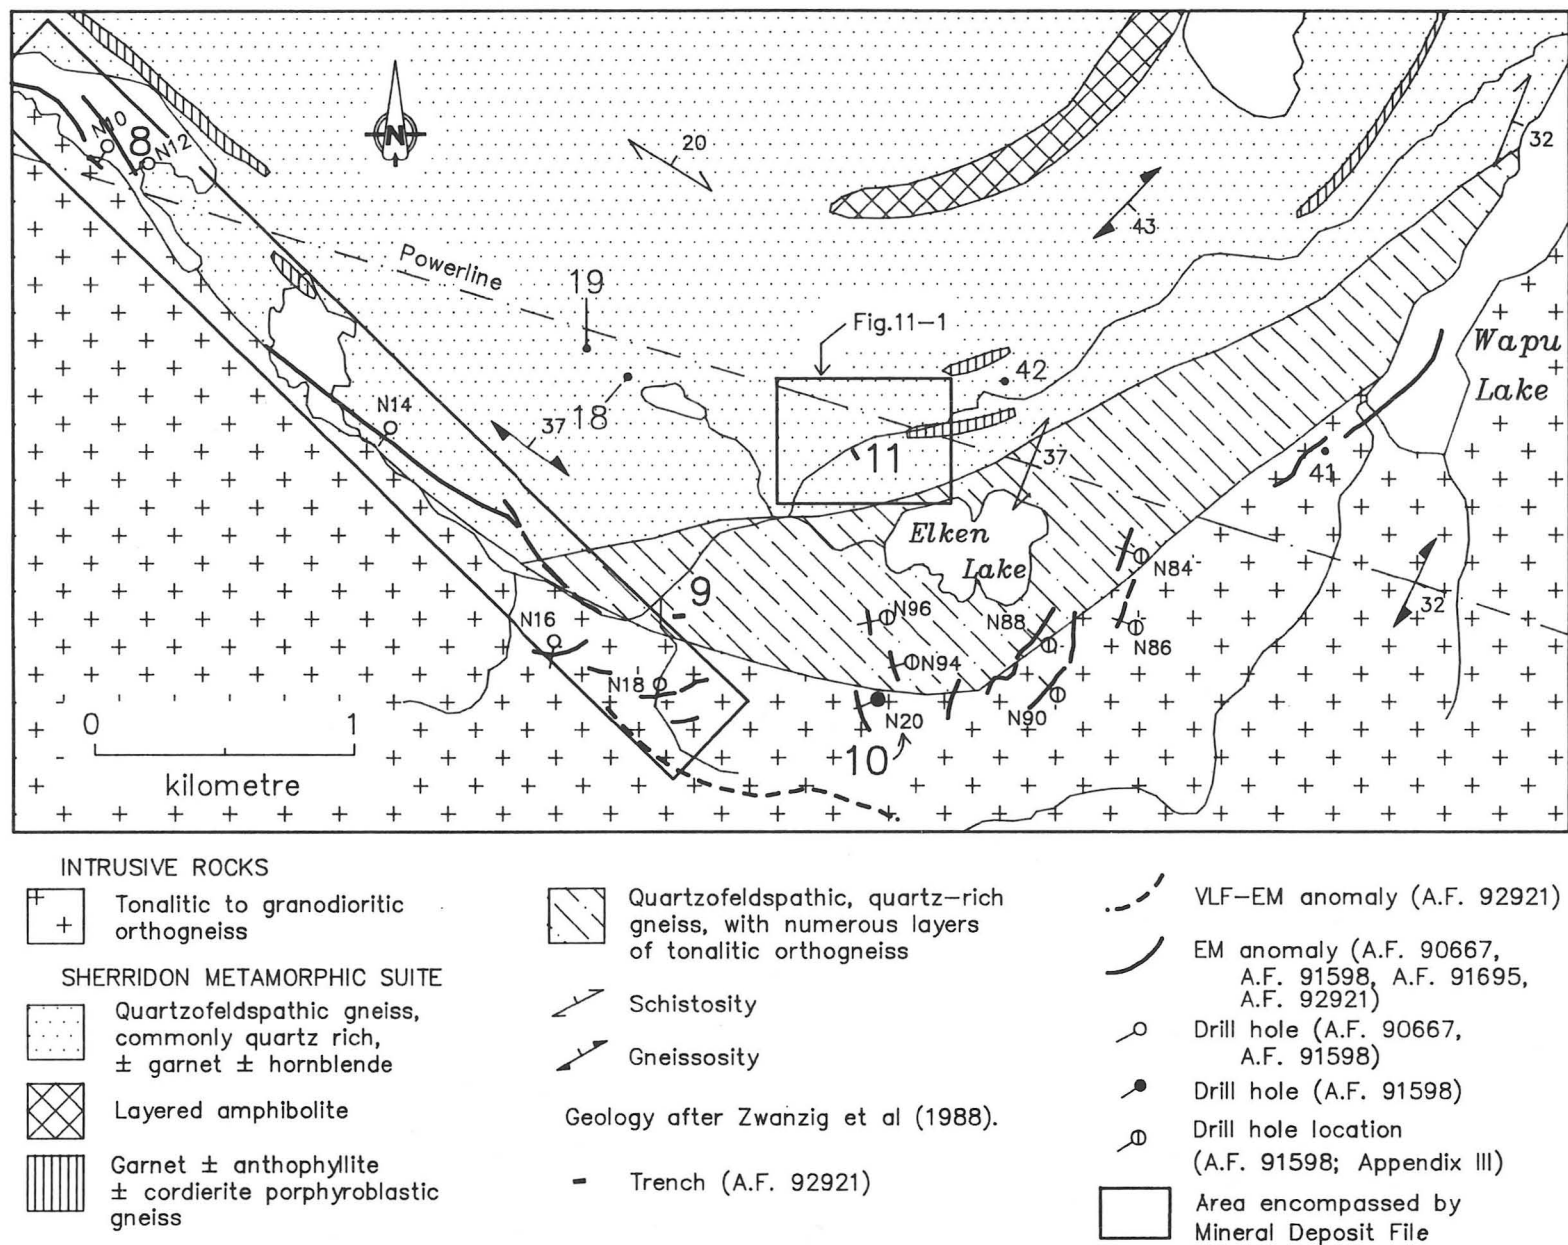 N10
8
N12
N
20
32
43
Powerline
19
Fig.11-1
Wapu
Lake
42
18
N14
37
11
37
41
Elken
Lake
N84
9
N96
N88
N86
32
N16
N94
N18
N20
N90
10
0 1
kilometre
INTRUSIVE ROCKS
Tonalitic to granodioritic
orthogneiss
SHERRIDON METAMORPHIC SUITE
Quartzofeldspathic gneiss,
commonly quartz rich,
± garnet ± hornblende
Layered amphibolite
Garnet ± anthophyllite
± cordierite porphyroblastic
gneiss
Quartzofeldspathic, quartz-rich
gneiss, with numerous layers
of tonalitic orthogneiss
Schistosity
Gneissosity
Geology after Zwanzig et al (1988).
Trench (A.F. 92921)
VLF-EM anomaly (A.F. 92921)
EM anomaly (A.F. 90667,
A.F. 91598, A.F. 91695,
A.F. 92921)
Drill hole (A.F. 90667,
A.F. 91598)
Drill hole (A.F. 91598)
Drill hole location
(A.F. 91598; Appendix III)
Area encompassed by
Mineral Deposit File